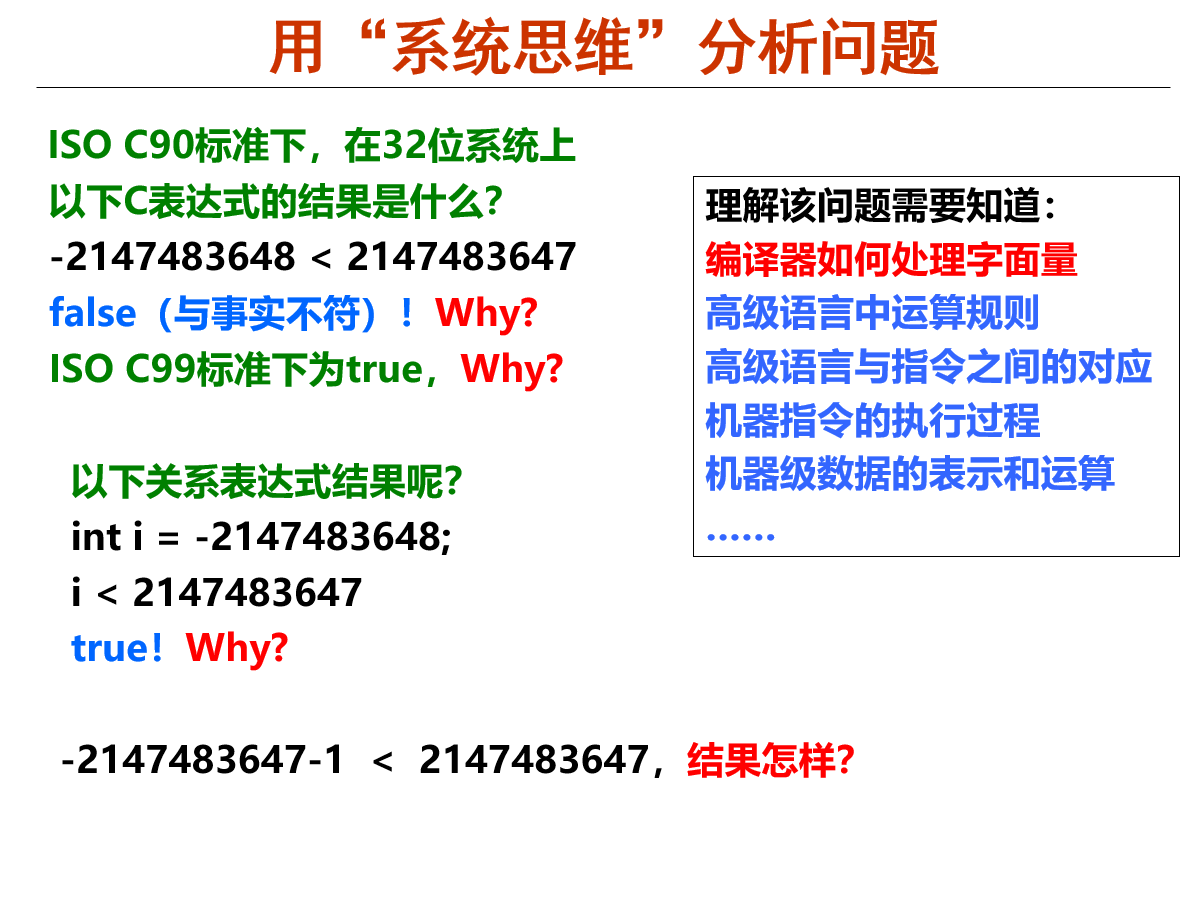 用“系统思维”分析问题
ISO C90标准下，在32位系统上
以下C表达式的结果是什么？
-2147483648 < 2147483647
false（与事实不符）！Why?
ISO C99标准下为true，Why?
以下关系表达式结果呢？
int i = -2147483648;
i < 2147483647
true！Why?
-2147483647-1 < 2147483647，结果怎样？
理解该问题需要知道：
编译器如何处理字面量
高级语言中运算规则
高级语言与指令之间的对应
机器指令的执行过程
机器级数据的表示和运算
……